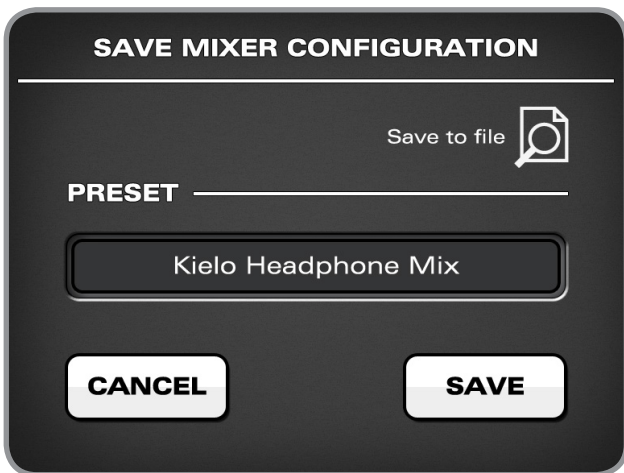 SAVE MIXER CONFIGURATION
Save to file
PRESET
Kielo Headphone Mix
CANCEL
SAVE